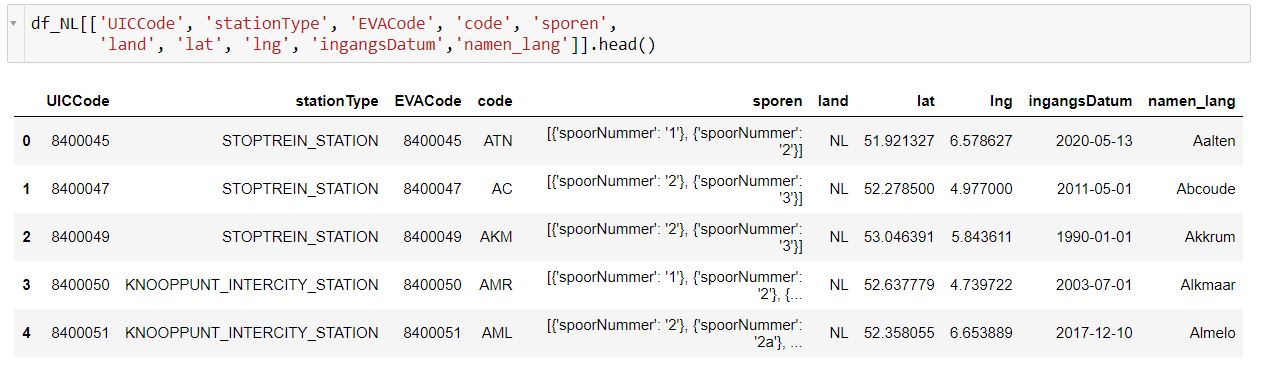 df_NL[['UICCode', 'stationType', 'EVACode', 'code', 'sporen',
'land', 'lat', 'lng', 'ingangsDatum','namen_lang']].head()
UICCode stationType EVACode code sporen land lat lng ingangsDatum namen_lang
0 8400045 STOPTREIN_STATION 8400045 ATN [{'spoorNummer': '1'}, {'spoorNummer': '2'}] NL 51.921327 6.578627 2020-05-13 Aalten
1 8400047 STOPTREIN_STATION 8400047 AC [{'spoorNummer': '2'}, {'spoorNummer': '3'}] NL 52.278500 4.977000 2011-05-01 Abcoude
2 8400049 STOPTREIN_STATION 8400049 AKM [{'spoorNummer': '2'}, {'spoorNummer': '3'}] NL 53.046391 5.843611 1990-01-01 Akkrum
3 8400050 KNOOPPUNT_INTERCITY_STATION 8400050 AMR [{'spoorNummer': '1'}, {'spoorNummer': '2'}, {... NL 52.637779 4.739722 2003-07-01 Alkmaar
4 8400051 KNOOPPUNT_INTERCITY_STATION 8400051 AML [{'spoorNummer': '2'}, {'spoorNummer': '2a'}, ... NL 52.358055 6.653889 2017-12-10 Almelo